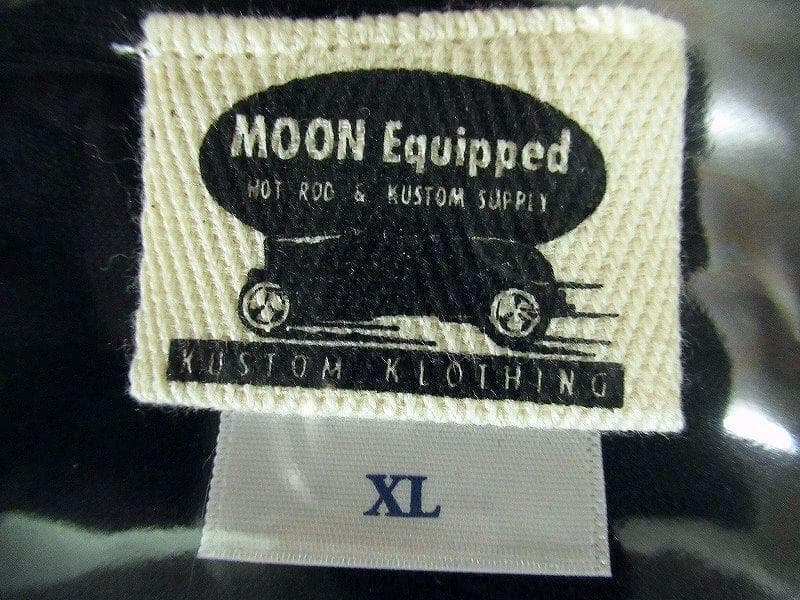 MOON Equipped
HOT ROD & KUSTOM SUPPLY
KUSTOM KLOTHING
XL